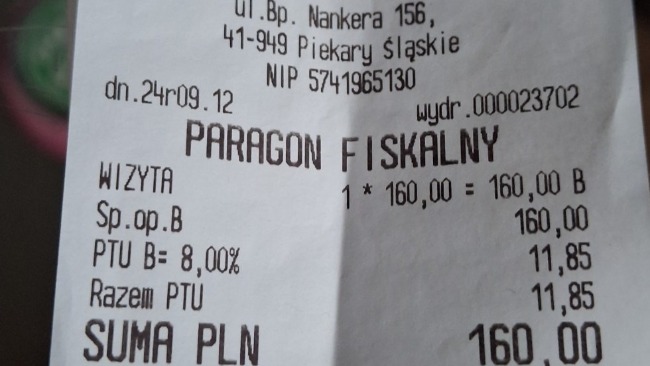 ul.Bp. Nankera 156,
41-949 Piekary Śląskie
NIP 5741965130
dn.24r09.12 wydr.000023702
PARAGON FISKALNY
WIZYTA 1 * 160,00 = 160,00 B
Sp.op.B 160,00
PTU B= 8,00% 11,85
Razem PTU 11,85
SUMA PLN 160,00